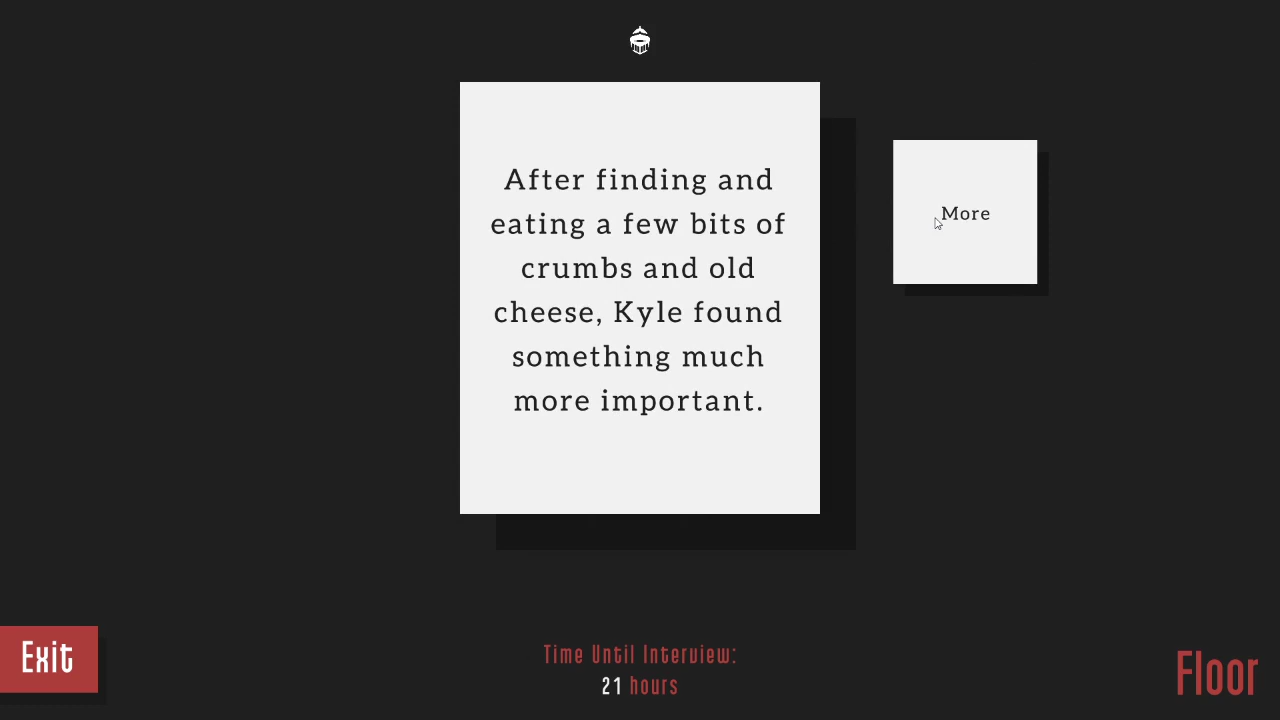 After finding and
eating a few bits of
crumbs and old
cheese, Kyle found
something much
more important.
More
Exit
Time Until Interview:
21 hours
Floor